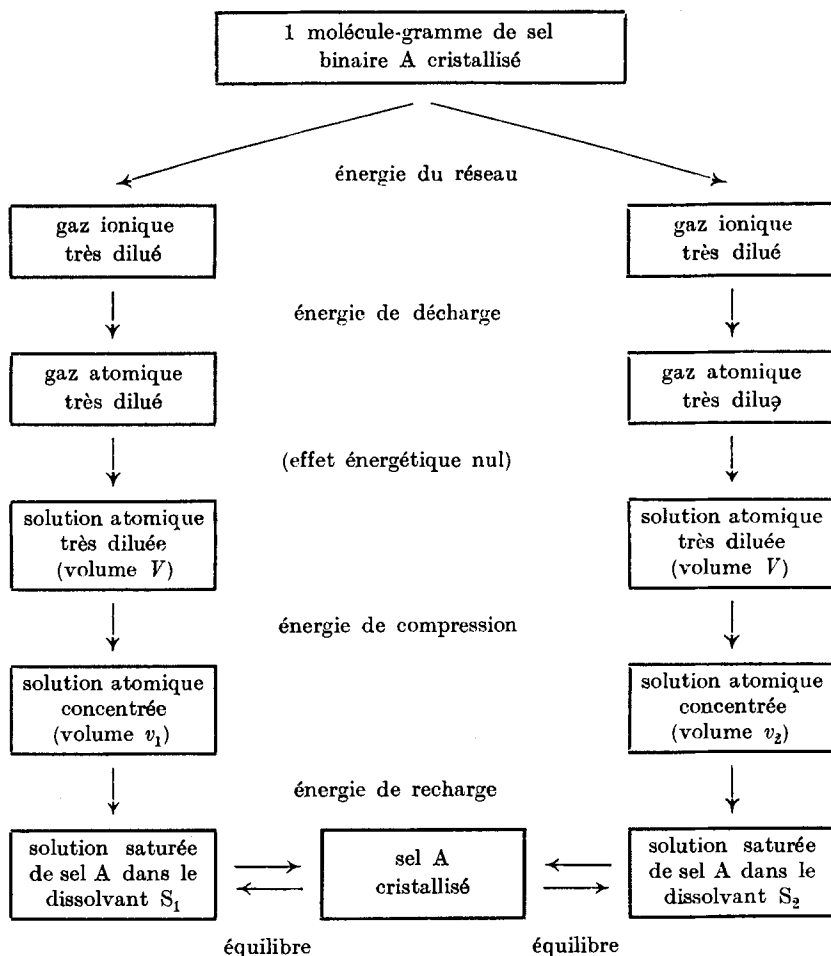 1 molécule-gramme de sel
binaire A cristallisé
énergie du réseau
gaz ionique
très dilué
gaz ionique
très dilué
énergie de décharge
gaz atomique
très dilué
gaz atomique
très diluə
(effet énergétique nul)
solution atomique
très diluée
(volume V)
solution atomique
très diluée
(volume V)
énergie de compression
solution atomique
concentrée
(volume v₁)
solution atomique
concentrée
(volume v₂)
énergie de recharge
solution saturée
de sel A dans le
dissolvant S₁
sel A
cristallisé
solution saturée
de sel A dans le
dissolvant S₂
équilibre
équilibre